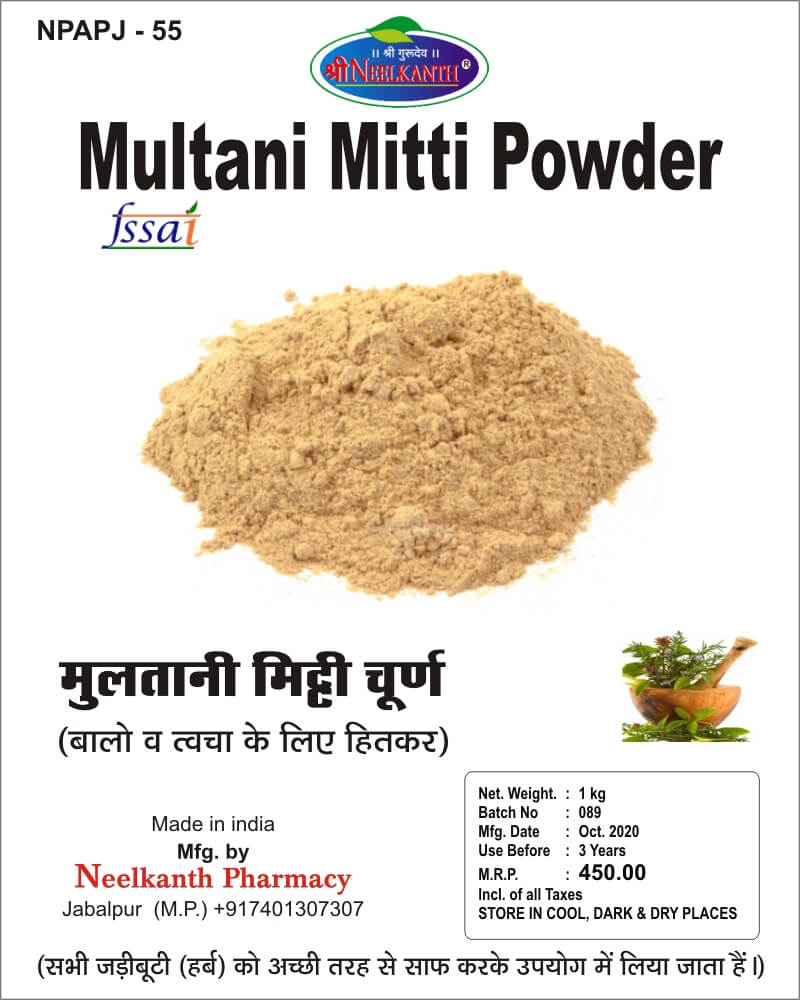 NPAPJ - 55
।। श्री गुरूदेव ।।
श्री NEELKANTH ®
Multani Mitti Powder
fssai
मुलतानी मिट्टी चूर्ण
(बालो व त्वचा के लिए हितकर)
Made in india
Mfg. by
Neelkanth Pharmacy
Jabalpur (M.P.) +917401307307
Net. Weight. : 1 kg
Batch No : 089
Mfg. Date : Oct. 2020
Use Before : 3 Years
M.R.P. : 450.00
Incl. of all Taxes
STORE IN COOL, DARK & DRY PLACES
(सभी जड़ीबूटी (हर्ब) को अच्छी तरह से साफ करके उपयोग में लिया जाता हैं।)